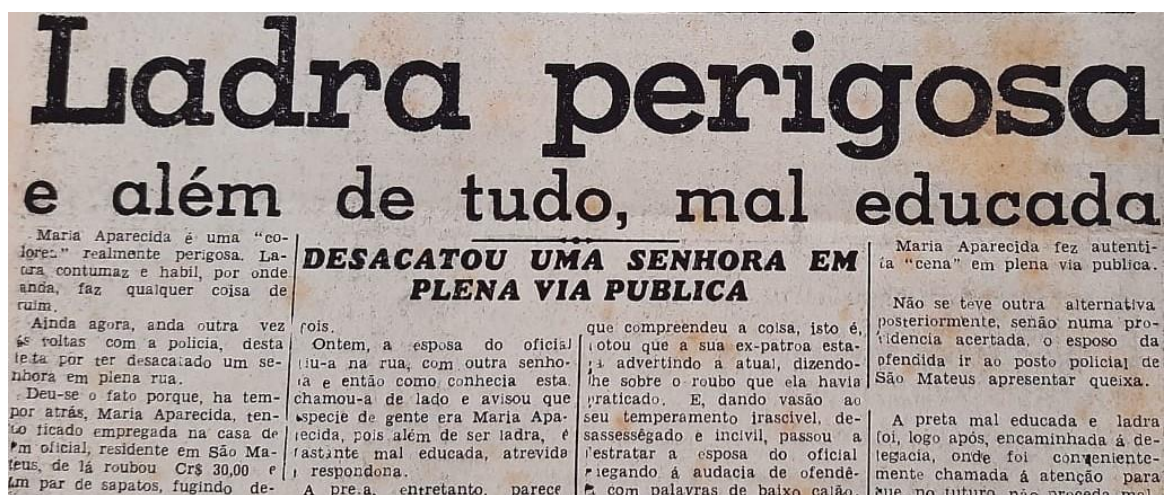 Ladra perigosa
e além de tudo, mal educada
DESACATOU UMA SENHORA EM
PLENA VIA PUBLICA
Maria Aparecida é uma "co-
realmente perigosa. La-
contumaz e habil, por onde
anda, faz qualquer coisa de
ruim.
Ainda agora, anda outra vez
ás voltas com a policia, desta
feita por ter desacatado um se-
nhora em plena rua.
Deu-se o fato porque, ha tem-
po atrás, Maria Aparecida, ten-
do ficado empregada na casa de
um oficial, residente em São Ma-
teus, de lá roubou Cr$ 30,00 e
um par de sapatos, fugindo de-
rois.
Ontem, a esposa do oficial
viu-a na rua, com outra senho-
ra e então como conhecia esta.
chamou-a de lado e avisou que
especie de gente era Maria Apa-
recida, pois além de ser ladra, é
bastante mal educada, atrevida
e respondona.
A preta, entretanto, parece
que compreendeu a coisa, isto é,
notou que a sua ex-patroa esta-
advertindo a atual, dizendo-
lhe sobre o roubo que ela havia
praticado. E, dando vasão ao
seu temperamento irascível, de-
sassessêgado e incivil, passou a
destratar a esposa do oficial
chegando á audacia de ofendê-
com palavras de baixo calão.
Maria Aparecida fez autenti-
ca "cena" em plena via publica.
Não se teve outra alternativa
posteriormente, senão numa pro-
videncia acertada, o esposo da
ofendida ir ao posto policial de
São Mateus apresentar queixa.
A preta mal educada e ladra
foi, logo após, encaminhada á de-
legacia, onde foi conveniente-
mente chamada á atenção para
que no futuro, não proceda mal